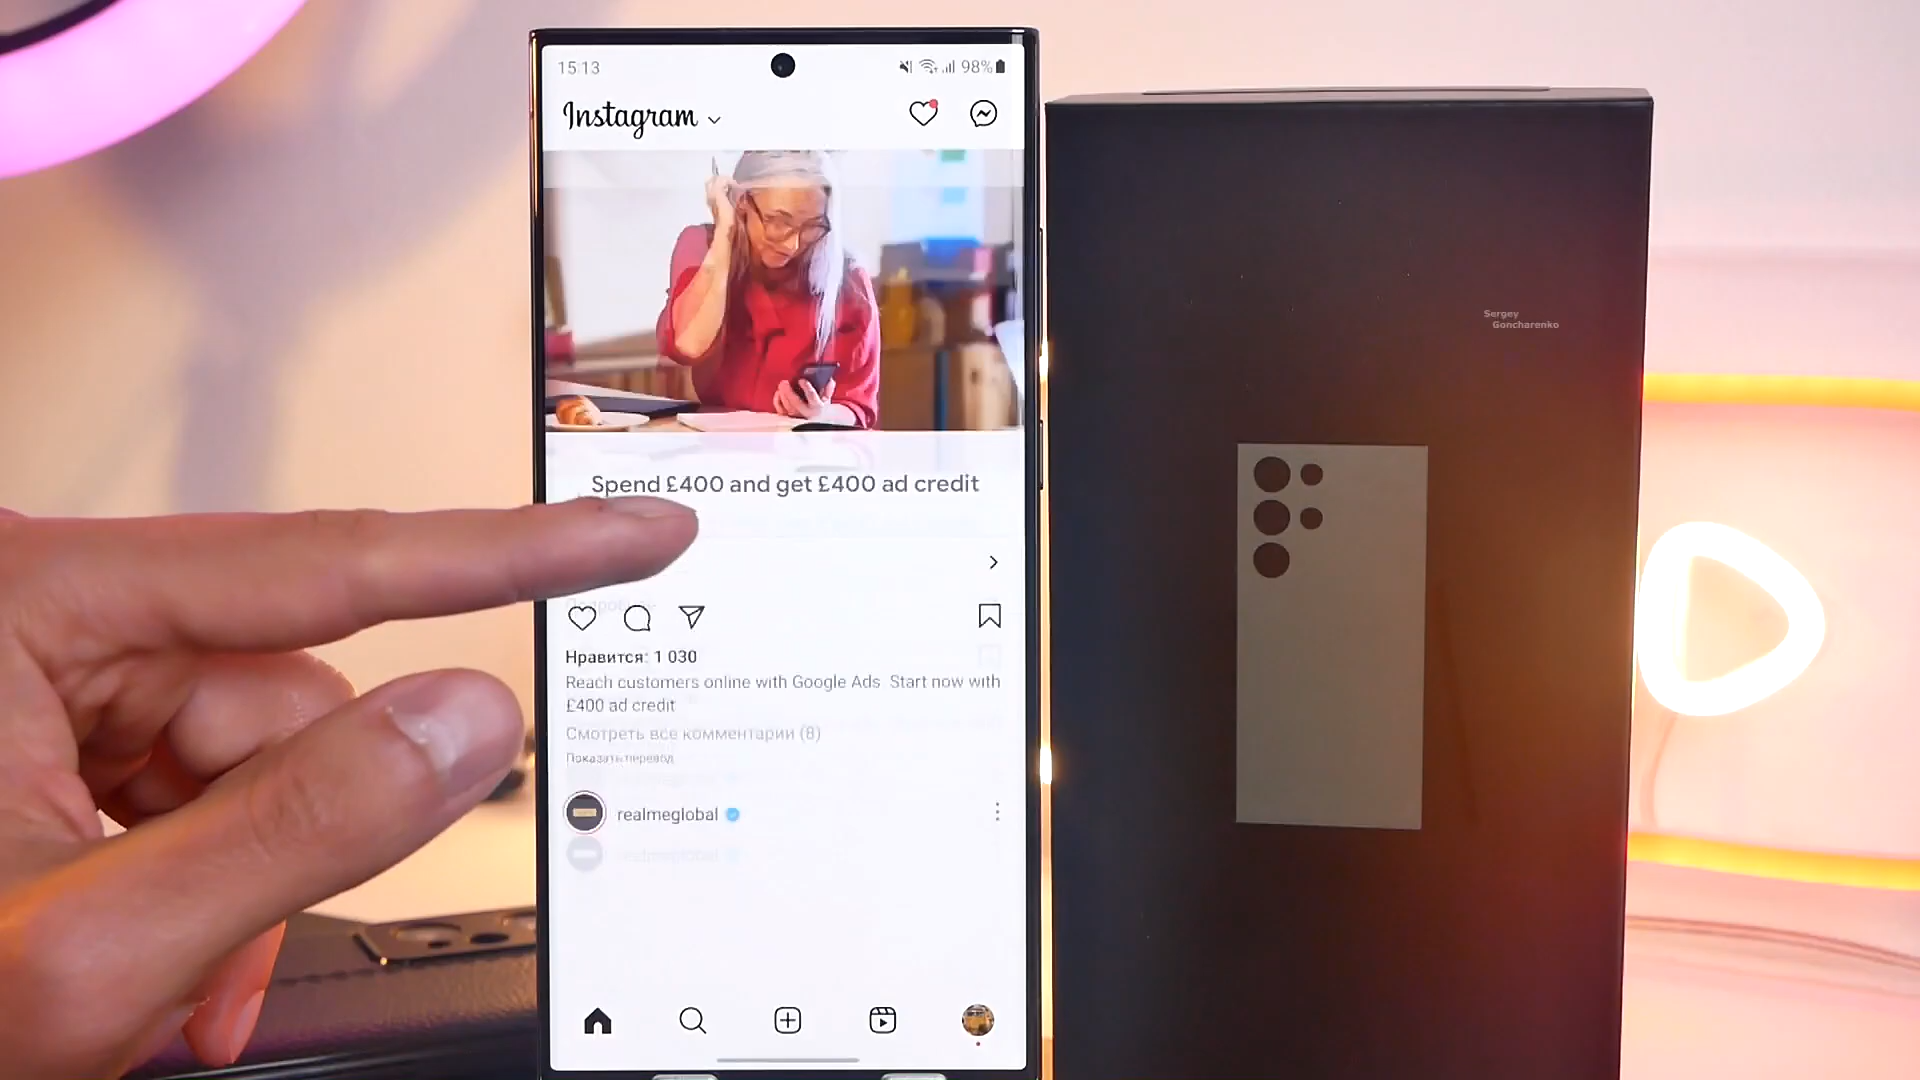 15:13
98%
Instagram
Sergey
Goncharenko
Spend £400 and get £400 ad credit
Нравится: 1 030
Reach customers online with Google Ads Start now with
£400 ad credit
Смотреть все комментарии (8)
Показать перевод
realmeglobal